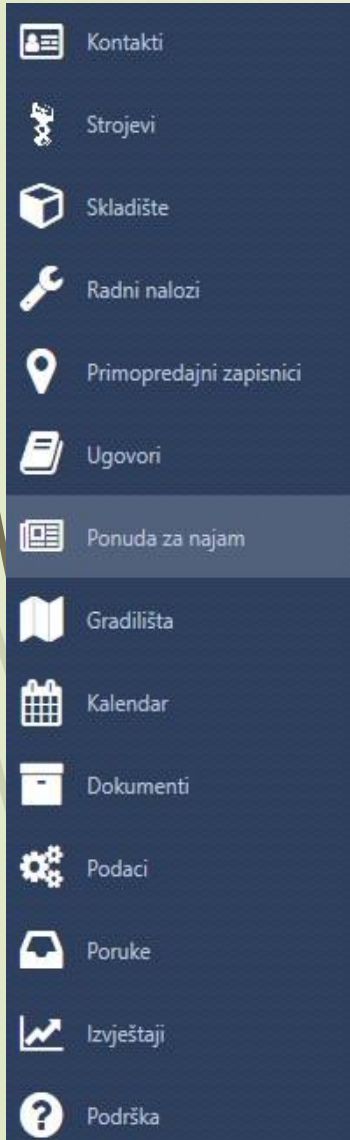 Kontakti
Strojevi
Skladište
Radni nalozi
Primopredajni zapisnici
Ugovori
Ponuda za najam
Gradilišta
Kalendar
Dokumenti
Podaci
Poruke
Izvještaji
Podrška